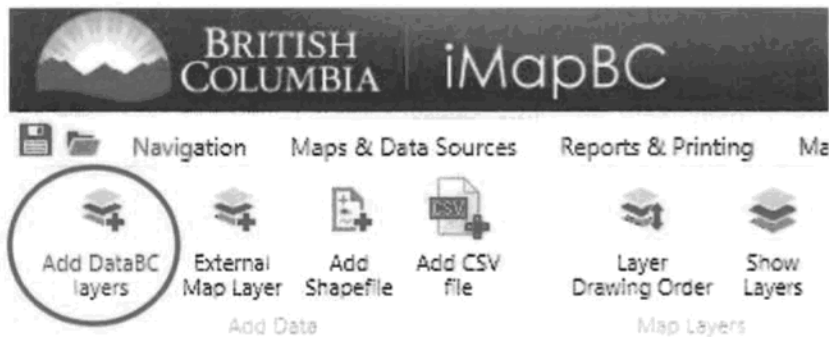 BRITISH
COLUMBIA
iMapBC
Navigation Maps & Data Sources Reports & Printing Ma
CSV
Add DataBC External Add Add CSV Layer Show
layers Map Layer Shapefile file Drawing Order Layers
Add Data Map Layers